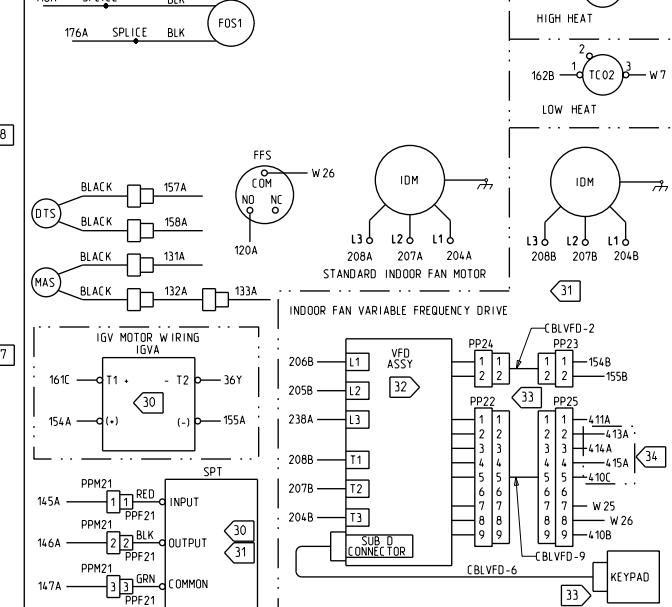 SPLICE BLK
176A SPLICE BLK
FOS1
HIGH HEAT
2
162B 1 TC02 3 W7
LOW HEAT
8
FFS
COM
W26
NO NC
120A
IDM
L3 L2 L1
208A 207A 204A
STANDARD INDOOR FAN MOTOR
IDM
L3 L2 L1
208B 207B 204B
31
BLACK 157A
DTS
BLACK 158A
BLACK 131A
MAS
BLACK 132A 133A
7
IGV MOTOR WIRING
IGVA
161C T1 + - T2 36Y
30
154A (+) (-) 155A
SPT
PPM21
145A 1 1 RED INPUT
PPF21
PPM21
146A 2 2 BLK OUTPUT
PPF21
PPM21
147A 3 3 GRN COMMON
PPF21
30
31
INDOOR FAN VARIABLE FREQUENCY DRIVE
VFD
ASSY
32
206B L1
205B L2
238A L3
208B T1
207B T2
204B T3
SUB D
CONNECTOR
CBLVFD-2
PP24 PP23
1 1 1 1 154B
2 2 2 2 155B
33
PP22 PP25
1 1 1 1 411A
2 2 2 2 413A
3 3 3 3 414A
4 4 4 4 415A
5 5 5 5 410C
6 6 6 6
7 7 7 7 W25
8 8 8 8 W26
9 9 9 9 410B
34
CBLVFD-9
CBLVFD-6
KEYPAD
33